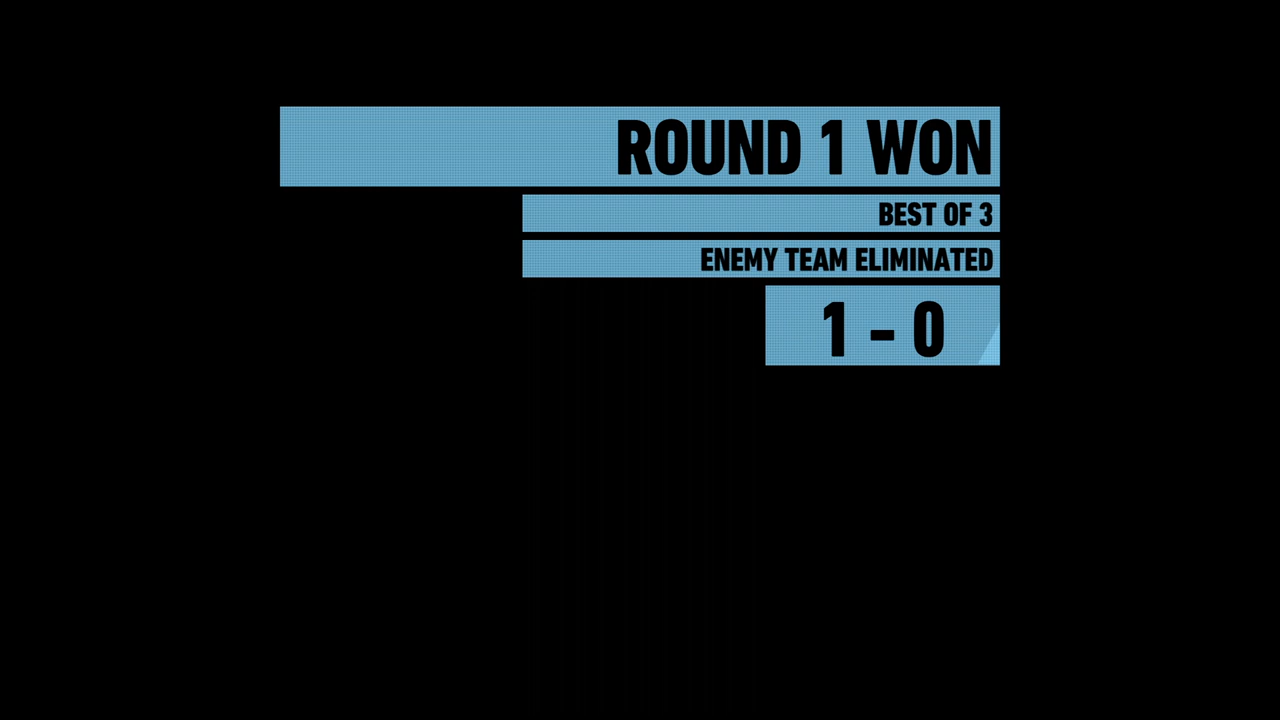 ROUND 1 WON
BEST OF 3
ENEMY TEAM ELIMINATED
1 - 0